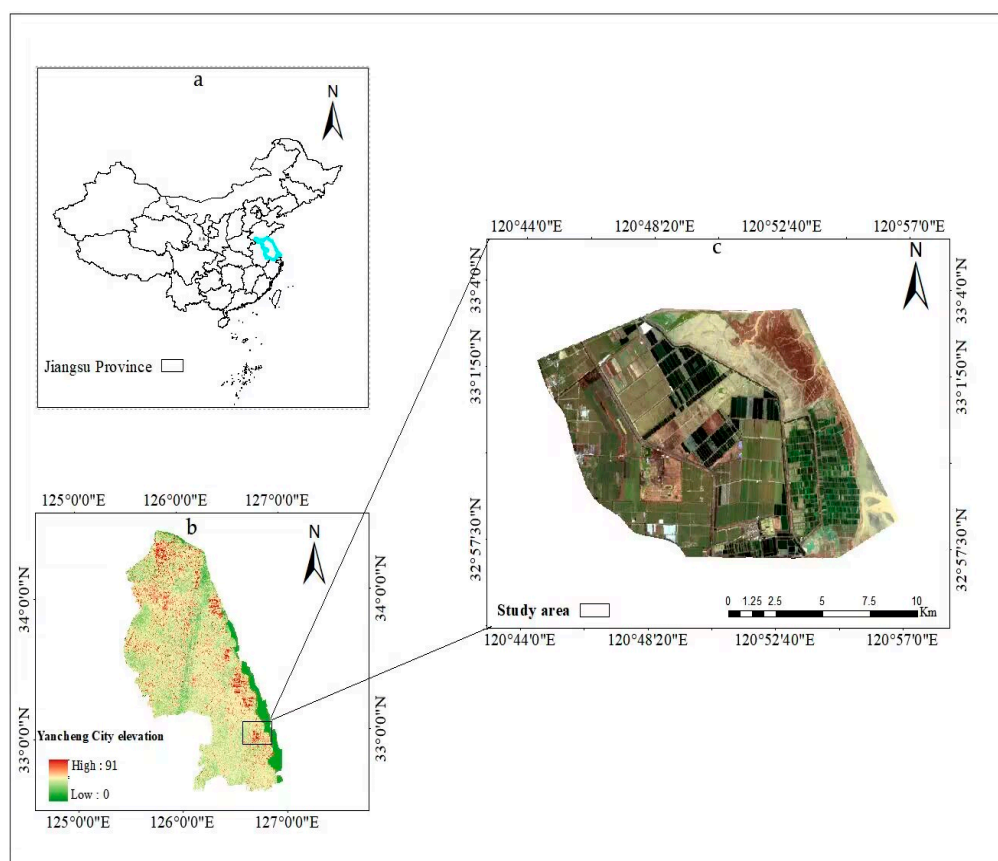 a
N
Jiangsu Province
125°0'0"E 126°0'0"E 127°0'0"E
b
N
34°0'0"N
34°0'0"N
33°0'0"N
33°0'0"N
Yancheng City elevation
High : 91
Low : 0
125°0'0"E 126°0'0"E 127°0'0"E
120°44'0"E 120°48'20"E 120°52'40"E 120°57'0"E
c
N
33°4'0"N
33°4'0"N
33°1'50"N
33°1'50"N
32°57'30"N
32°57'30"N
Study area
0 1.25 2.5 5 7.5 10
Km
120°44'0"E 120°48'20"E 120°52'40"E 120°57'0"E